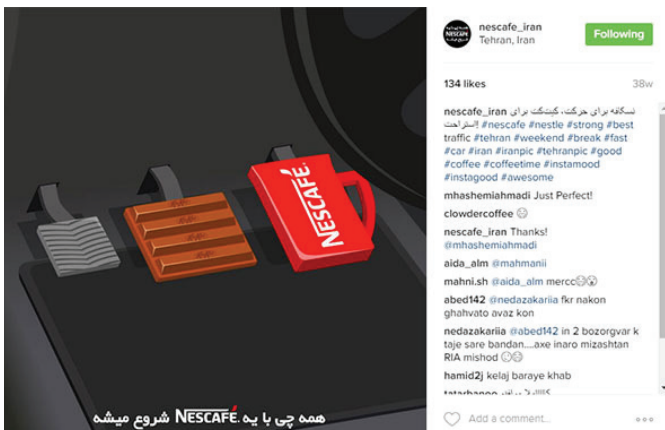 NESCAFÉ
همه چی با یه NESCAFÉ. شروع میشه
NESCAFÉ
nescafe_iran
Tehran, Iran
Following
134 likes
38w
nescafe_iran نسکافه برای حرکت، کیت‌کت برای
استراحت! #nescafe #nestle #strong #best
traffic #tehran #weekend #break #fast
#car #iran #iranpic #tehranpic #good
#coffee #coffeetime #instamood
#instagood #awesome
mhashemiahmadi Just Perfect!
clowdercoffee
nescafe_iran Thanks!
@mhashemiahmadi
aida_alm @mahmanii
mahni.sh @aida_alm mercc
abed142 @nedazakariia fkr nakon
ghahvato avaz kon
nedazakariia @abed142 in 2 bozorgvar k
taje sare bandan....axe inaro mizashtan
RIA mishod
hamid2j kelaj baraye khab
Add a comment...